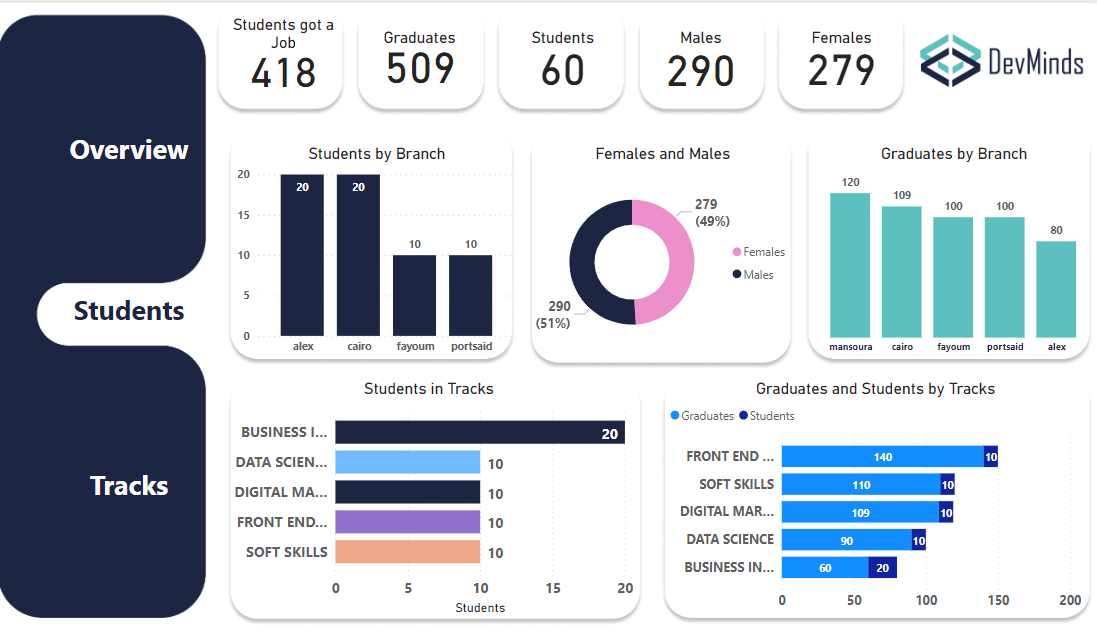 Students got a
Job
418
Graduates
509
Students
60
Males
290
Females
279
DevMinds
Overview
Students
Tracks
Students by Branch
20
15
10
5
0
20
20
10
10
alex
cairo
fayoum
portsaid
Females and Males
279
(49%)
290
(51%)
Females
Males
Graduates by Branch
120
109
100
100
80
mansoura
cairo
fayoum
portsaid
alex
Students in Tracks
BUSINESS I...
20
DATA SCIEN...
10
DIGITAL MA...
10
FRONT END...
10
SOFT SKILLS
10
0
5
10
15
20
Students
Graduates and Students by Tracks
Graduates
Students
FRONT END ...
140
10
SOFT SKILLS
110
10
DIGITAL MAR...
109
10
DATA SCIENCE
90
10
BUSINESS IN...
60
20
0
50
100
150
200